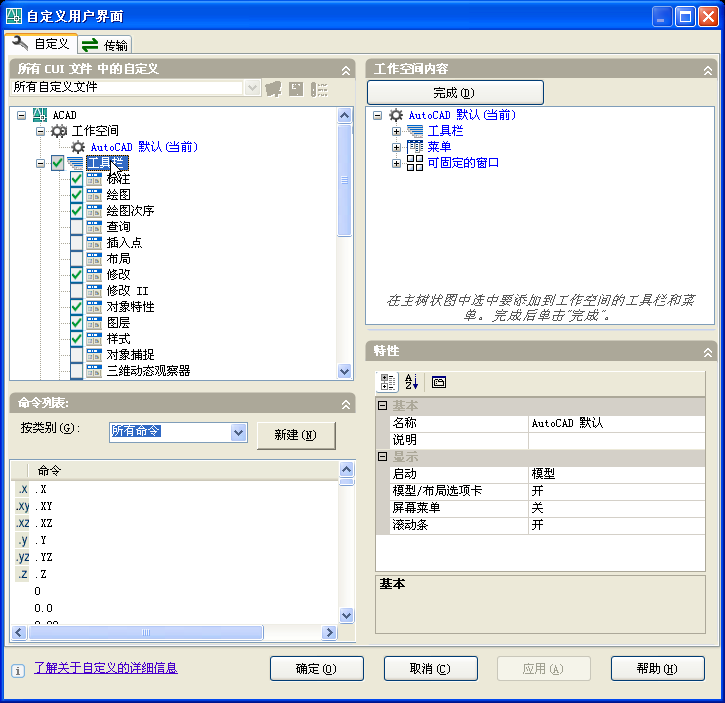 自定义用户界面
自定义
传输
所有 CUI 文件 中的自定义
所有自定义文件
ACAD
工作空间
AutoCAD 默认(当前)
工具栏
标注
绘图
绘图次序
查询
插入点
布局
修改
修改 II
对象特性
图层
样式
对象捕捉
三维动态观察器
命令列表:
按类别(G):
所有命令
新建(N)
命令
.x .X
.xy .XY
.xz .XZ
.y .Y
.yz .YZ
.z .Z
0
0.0
0.00
工作空间内容
完成(D)
AutoCAD 默认(当前)
工具栏
菜单
可固定的窗口
在主树状图中选中要添加到工作空间的工具栏和菜
单。完成后单击“完成”。
特性
基本
名称 AutoCAD 默认
说明
显示
启动 模型
模型/布局选项卡 开
屏幕菜单 关
滚动条 开
基本
了解关于自定义的详细信息
确定(O)
取消(C)
应用(A)
帮助(H)